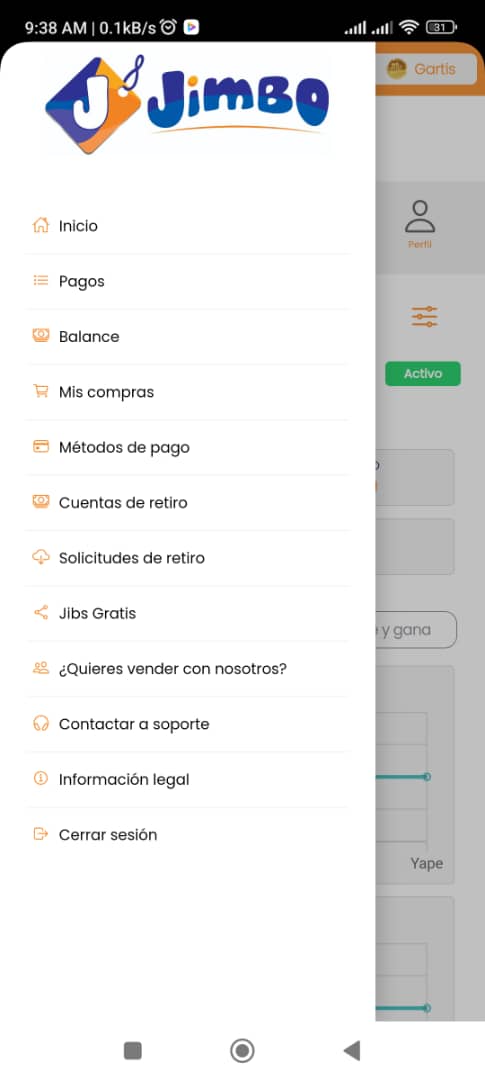 9:38 AM | 0.1kB/s
31
JIMBO
Gartis
Perfil
Activo
Inicio
Pagos
Balance
Mis compras
Métodos de pago
Cuentas de retiro
Solicitudes de retiro
Jibs Gratis
y gana
¿Quieres vender con nosotros?
Contactar a soporte
Información legal
Cerrar sesión
Yape